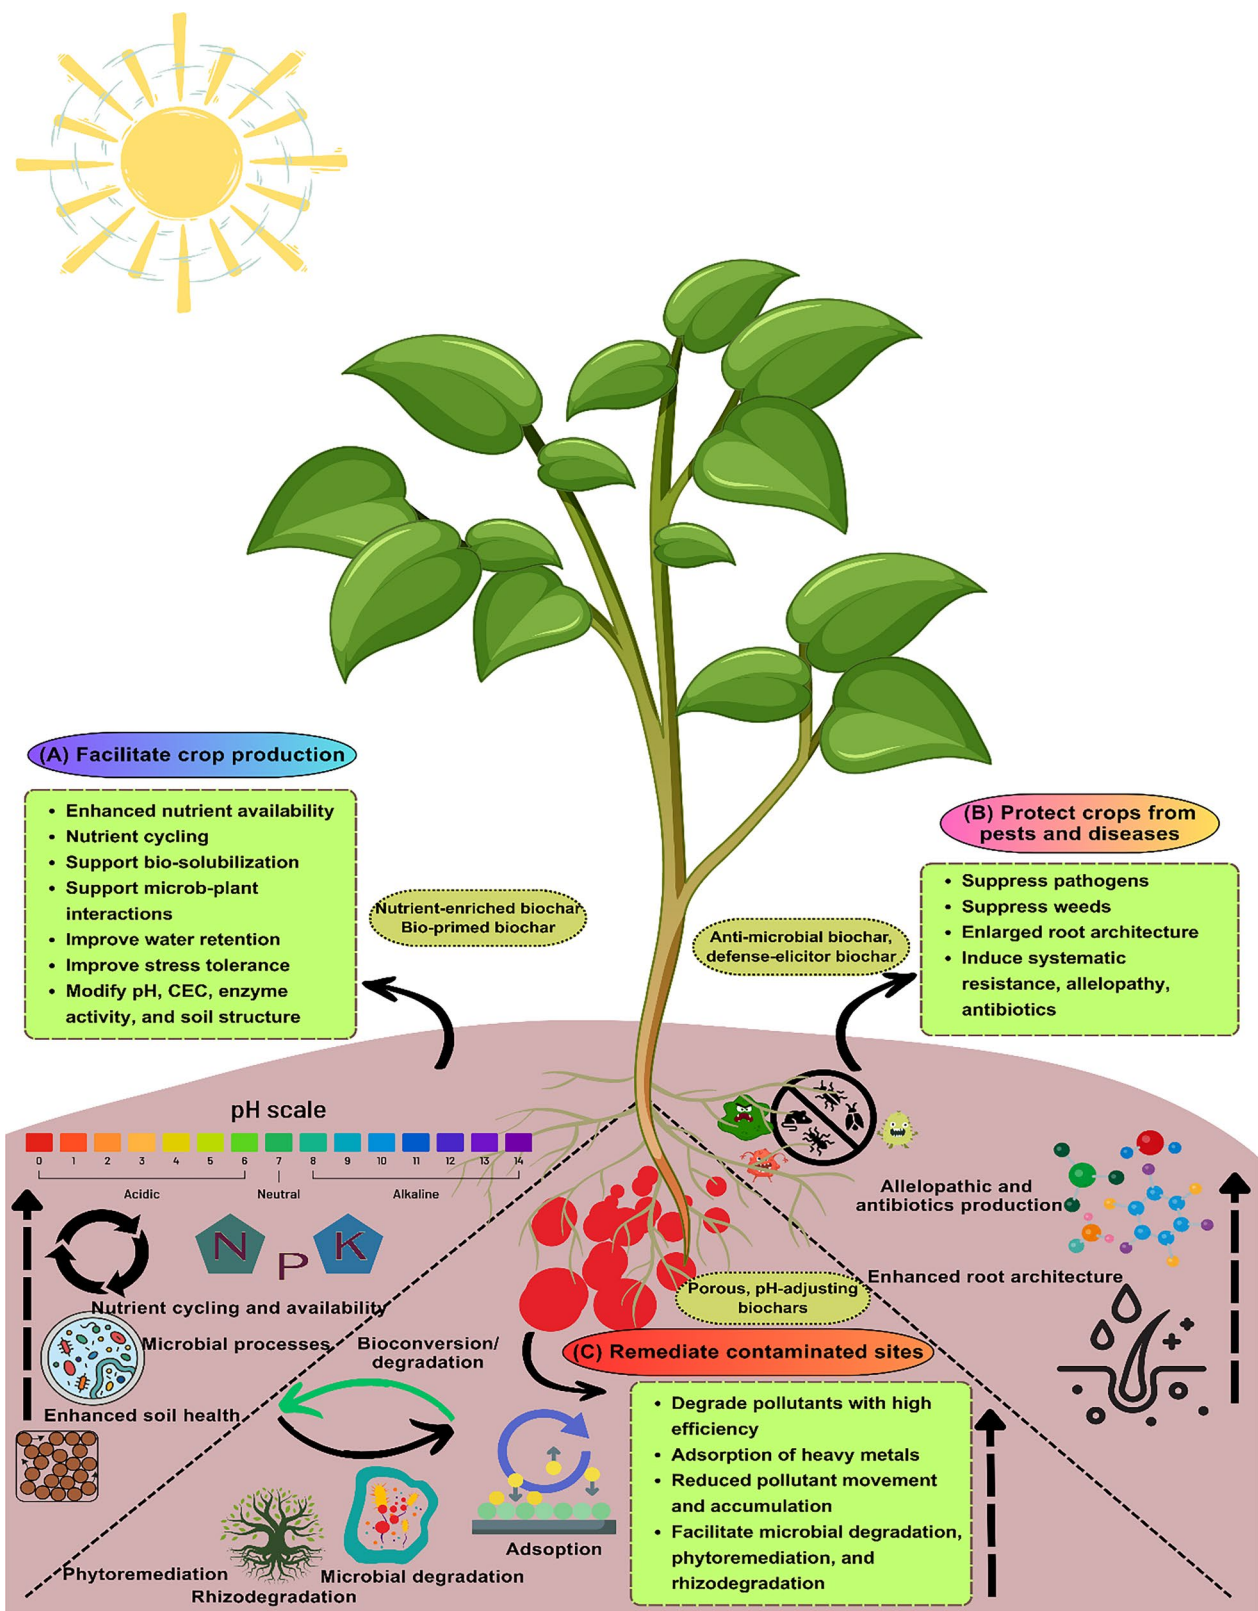 (A) Facilitate crop production
• Enhanced nutrient availability
• Nutrient cycling
• Support bio-solubilization
• Support microb-plant
interactions
• Improve water retention
• Improve stress tolerance
• Modify pH, CEC, enzyme
activity, and soil structure
Nutrient-enriched biochar
Bio-primed biochar
(B) Protect crops from
pests and diseases
• Suppress pathogens
• Suppress weeds
• Enlarged root architecture
• Induce systematic
resistance, allelopathy,
antibiotics
Anti-microbial biochar,
defense-elicitor biochar
pH scale
0 1 2 3 4 5 6 7 8 9 10 11 12 13 14
Acidic Neutral Alkaline
N P K
Nutrient cycling and availability
Microbial processes
Enhanced soil health
Allelopathic and
antibiotics production
Enhanced root architecture
Porous, pH-adjusting
biochars
(C) Remediate contaminated sites
• Degrade pollutants with high
efficiency
• Adsorption of heavy metals
• Reduced pollutant movement
and accumulation
• Facilitate microbial degradation,
phytoremediation, and
rhizodegradation
Bioconversion/
degradation
Adsoption
Phytoremediation
Microbial degradation
Rhizodegradation